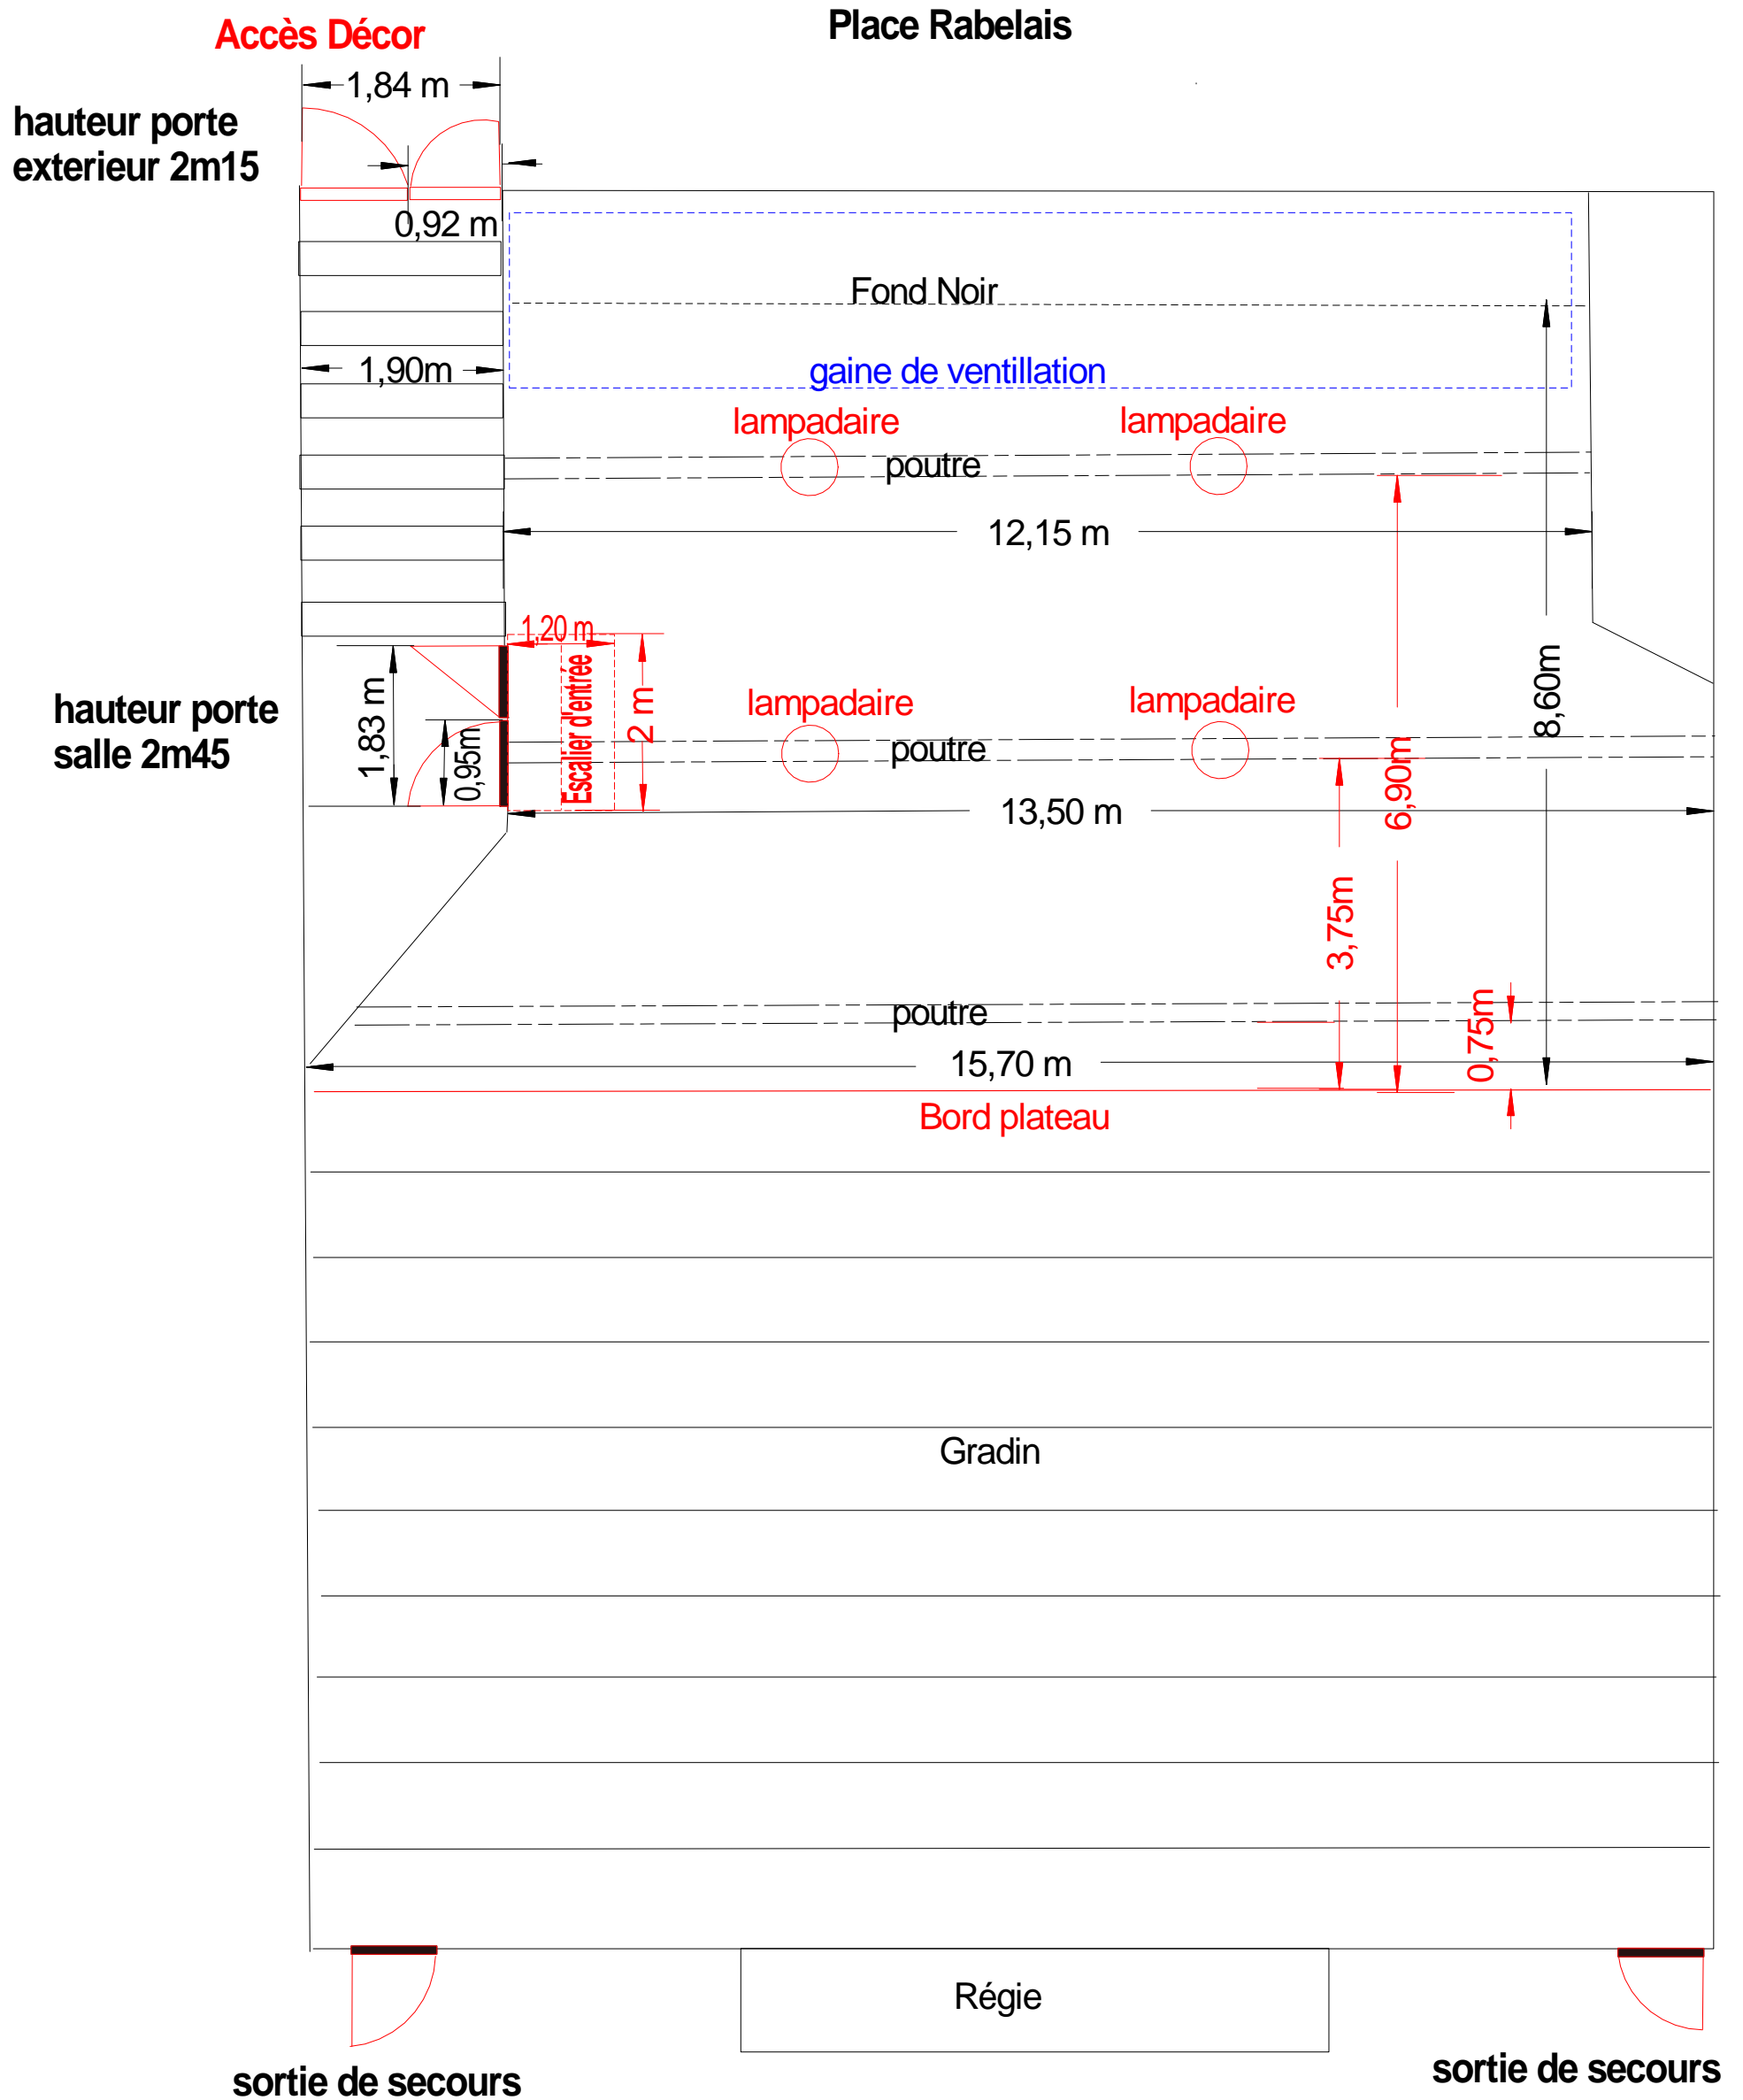 Place Rabelais
Accès Décor
1,84 m
hauteur porte
exterieur 2m15
0,92 m
Fond Noir
1,90m
gaine de ventillation
lampadaire
lampadaire
poutre
12,15 m
1,20 m
Escalier d'entrée
2 m
1,83 m
0,95m
hauteur porte
salle 2m45
lampadaire
lampadaire
poutre
8,60m
6,90m
13,50 m
3,75m
0,75m
poutre
15,70 m
Bord plateau
Gradin
Régie
sortie de secours
sortie de secours